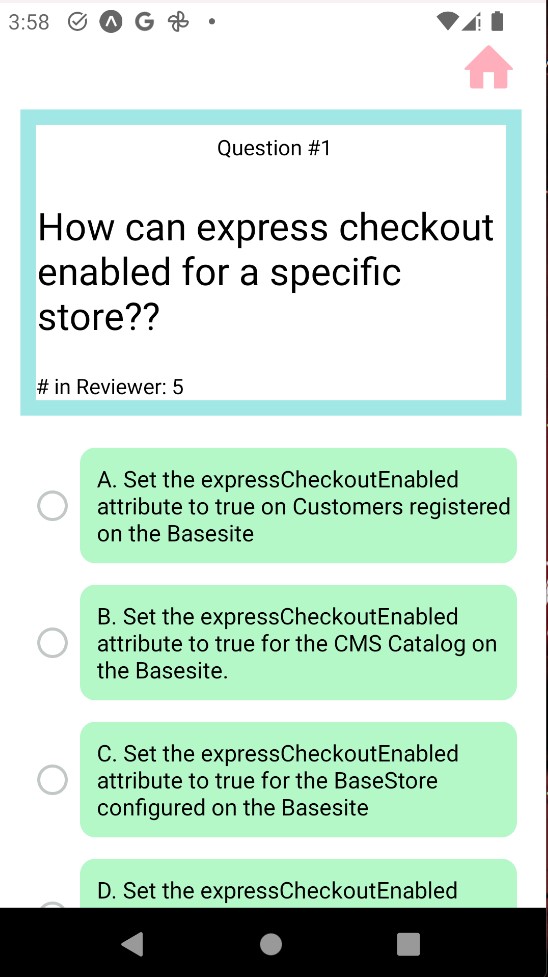 3:58
Question #1
How can express checkout
enabled for a specific
store??
# in Reviewer: 5
A. Set the expressCheckoutEnabled
attribute to true on Customers registered
on the Basesite
B. Set the expressCheckoutEnabled
attribute to true for the CMS Catalog on
the Basesite.
C. Set the expressCheckoutEnabled
attribute to true for the BaseStore
configured on the Basesite
D. Set the expressCheckoutEnabled